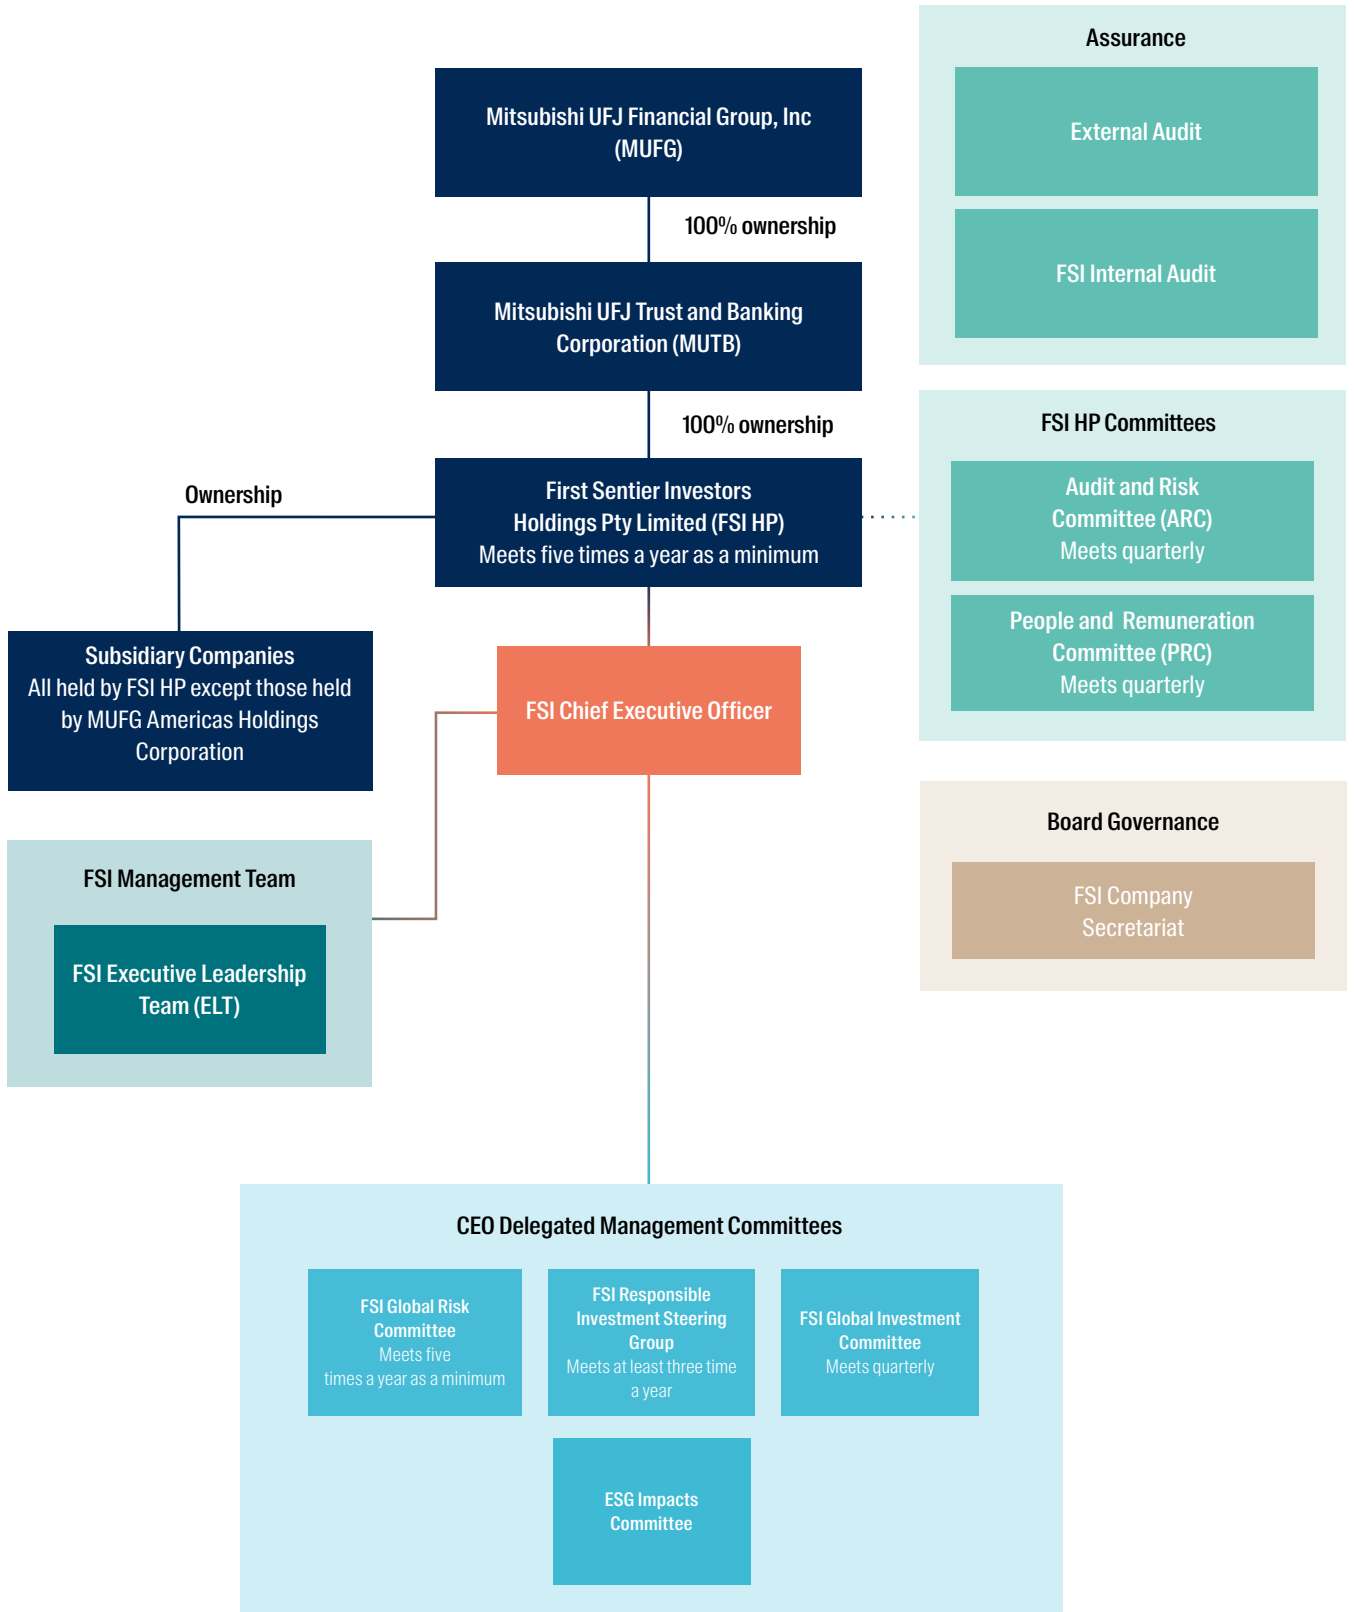 Mitsubishi UFJ Financial Group, Inc
(MUFG)
100% ownership
Mitsubishi UFJ Trust and Banking
Corporation (MUTB)
100% ownership
First Sentier Investors
Holdings Pty Limited (FSI HP)
Meets five times a year as a minimum
Ownership
Subsidiary Companies
All held by FSI HP except those held
by MUFG Americas Holdings
Corporation
FSI Chief Executive Officer
FSI Management Team
FSI Executive Leadership
Team (ELT)
Assurance
External Audit
FSI Internal Audit
FSI HP Committees
Audit and Risk
Committee (ARC)
Meets quarterly
People and Remuneration
Committee (PRC)
Meets quarterly
Board Governance
FSI Company
Secretariat
CEO Delegated Management Committees
FSI Global Risk
Committee
Meets five
times a year as a minimum
FSI Responsible
Investment Steering
Group
Meets at least three time
a year
FSI Global Investment
Committee
Meets quarterly
ESG Impacts
Committee